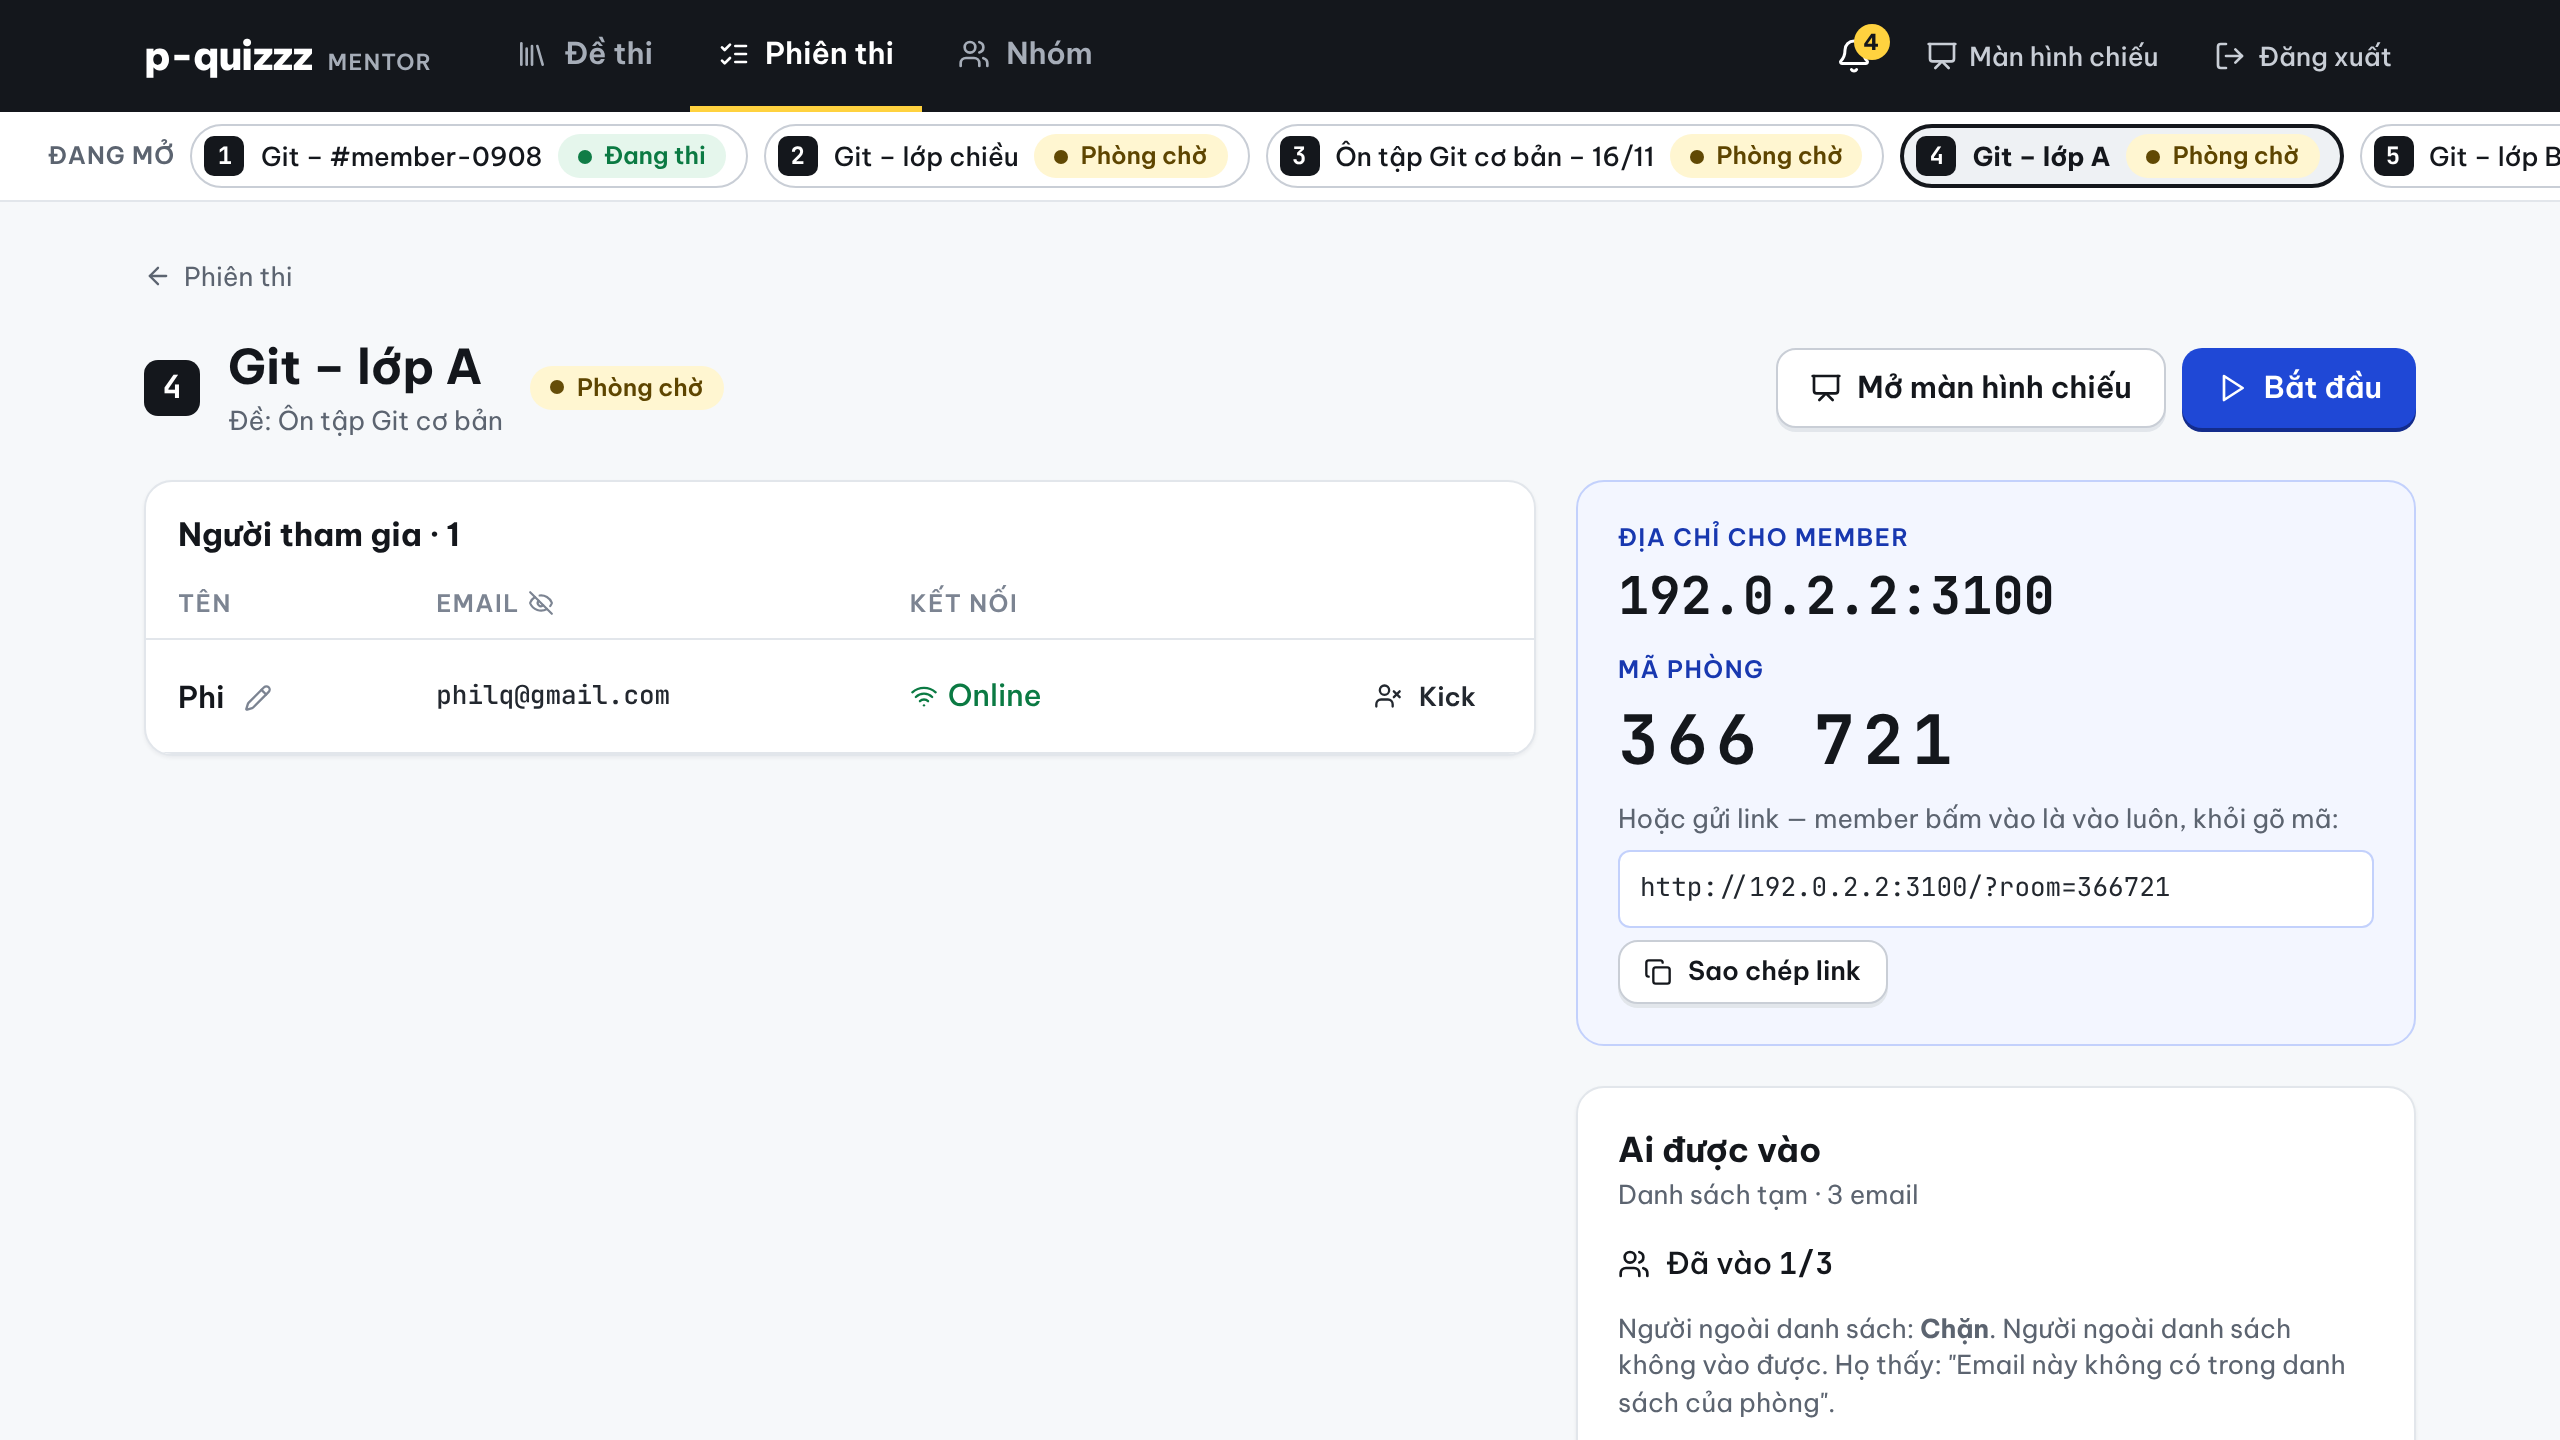 p-quizzz MENTOR
Đề thi
Phiên thi
Nhóm
4
Màn hình chiếu
Đăng xuất
ĐANG MỞ
1 Git – #member-0908 Đang thi
2 Git – lớp chiều Phòng chờ
3 Ôn tập Git cơ bản – 16/11 Phòng chờ
4 Git – lớp A Phòng chờ
5 Git – lớp B
Phiên thi
4 Git – lớp A Phòng chờ
Đề: Ôn tập Git cơ bản
Mở màn hình chiếu
Bắt đầu
Người tham gia · 1
TÊN EMAIL KẾT NỐI
Phi philq@gmail.com Online Kick
ĐỊA CHỈ CHO MEMBER
192.0.2.2:3100
MÃ PHÒNG
366 721
Hoặc gửi link — member bấm vào là vào luôn, khỏi gõ mã:
http://192.0.2.2:3100/?room=366721
Sao chép link
Ai được vào
Danh sách tạm · 3 email
Đã vào 1/3
Người ngoài danh sách: Chặn. Người ngoài danh sách
không vào được. Họ thấy: "Email này không có trong danh
sách của phòng".